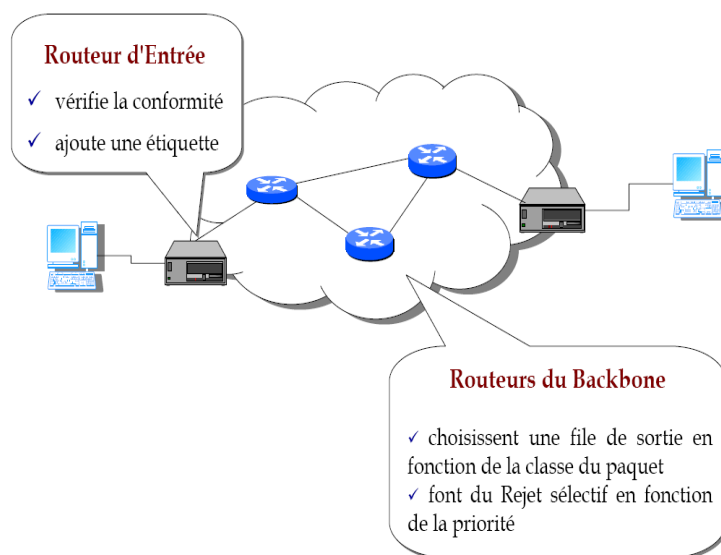 Routeur d'Entrée
✓ vérifie la conformité
✓ ajoute une étiquette
Routeurs du Backbone
✓ choisissent une file de sortie en
fonction de la classe du paquet
✓ font du Rejet sélectif en fonction
de la priorité